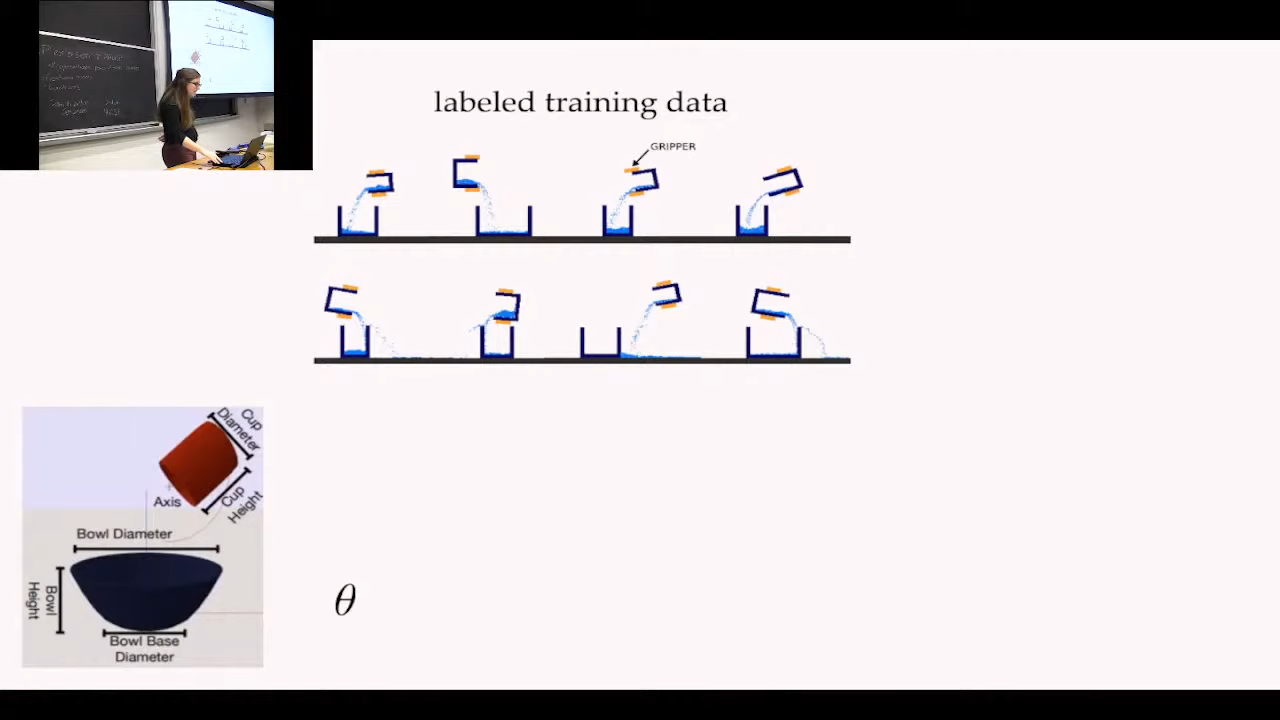 labeled training data
GRIPPER
Cup
Diameter
Axis
Cup
Height
Bowl Diameter
Bowl
Height
Bowl Base
Diameter
θ